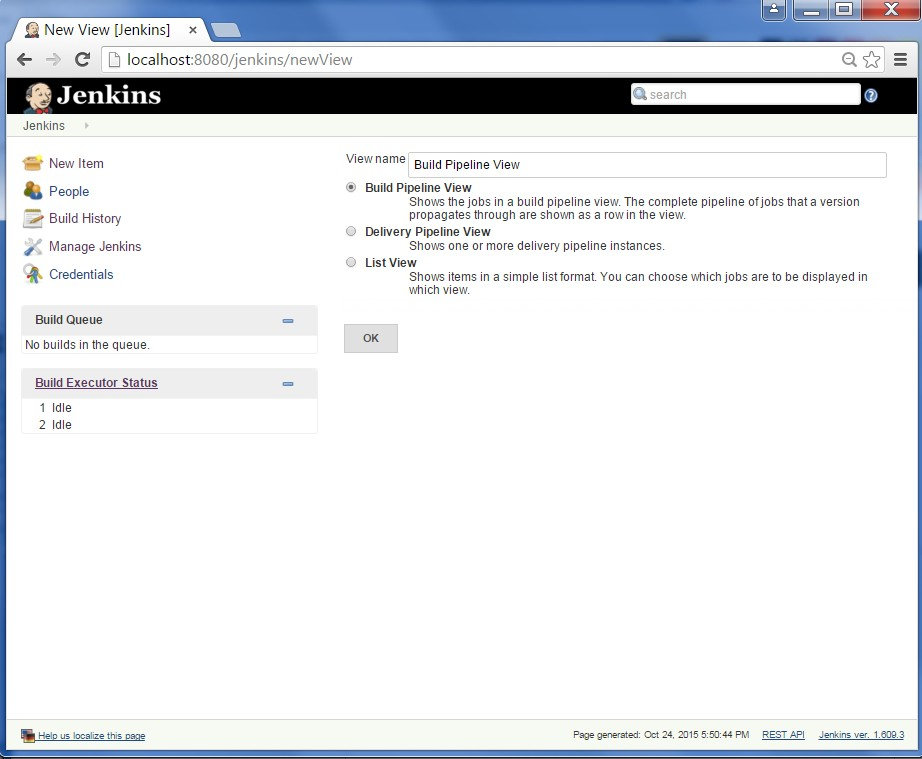 New View [Jenkins]
localhost:8080/jenkins/newView
Jenkins
search
Jenkins
New Item
People
Build History
Manage Jenkins
Credentials
Build Queue
No builds in the queue.
Build Executor Status
1 Idle
2 Idle
View name Build Pipeline View
Build Pipeline View
Shows the jobs in a build pipeline view. The complete pipeline of jobs that a version
propagates through are shown as a row in the view.
Delivery Pipeline View
Shows one or more delivery pipeline instances.
List View
Shows items in a simple list format. You can choose which jobs are to be displayed in
which view.
OK
Help us localize this page
Page generated: Oct 24, 2015 5:50:44 PM REST API Jenkins ver. 1.609.3